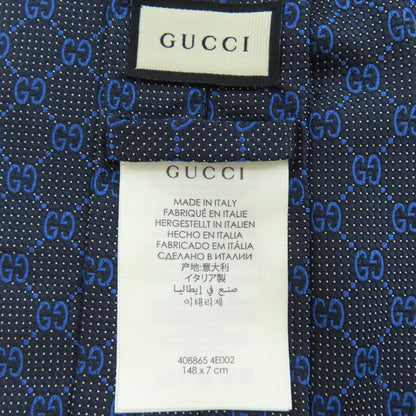 GUCCI
GUCCI
MADE IN ITALY
FABRIQUÉ EN ITALIE
HERGESTELLT IN ITALIEN
HECHO EN ITALIA
FABRICADO EM ITÁLIA
СДЕЛАНО В ИТАЛИИ
产地:意大利
イタリア製
صنع في إيطاليا
이태리제
408865 4E002
148 x 7 cm